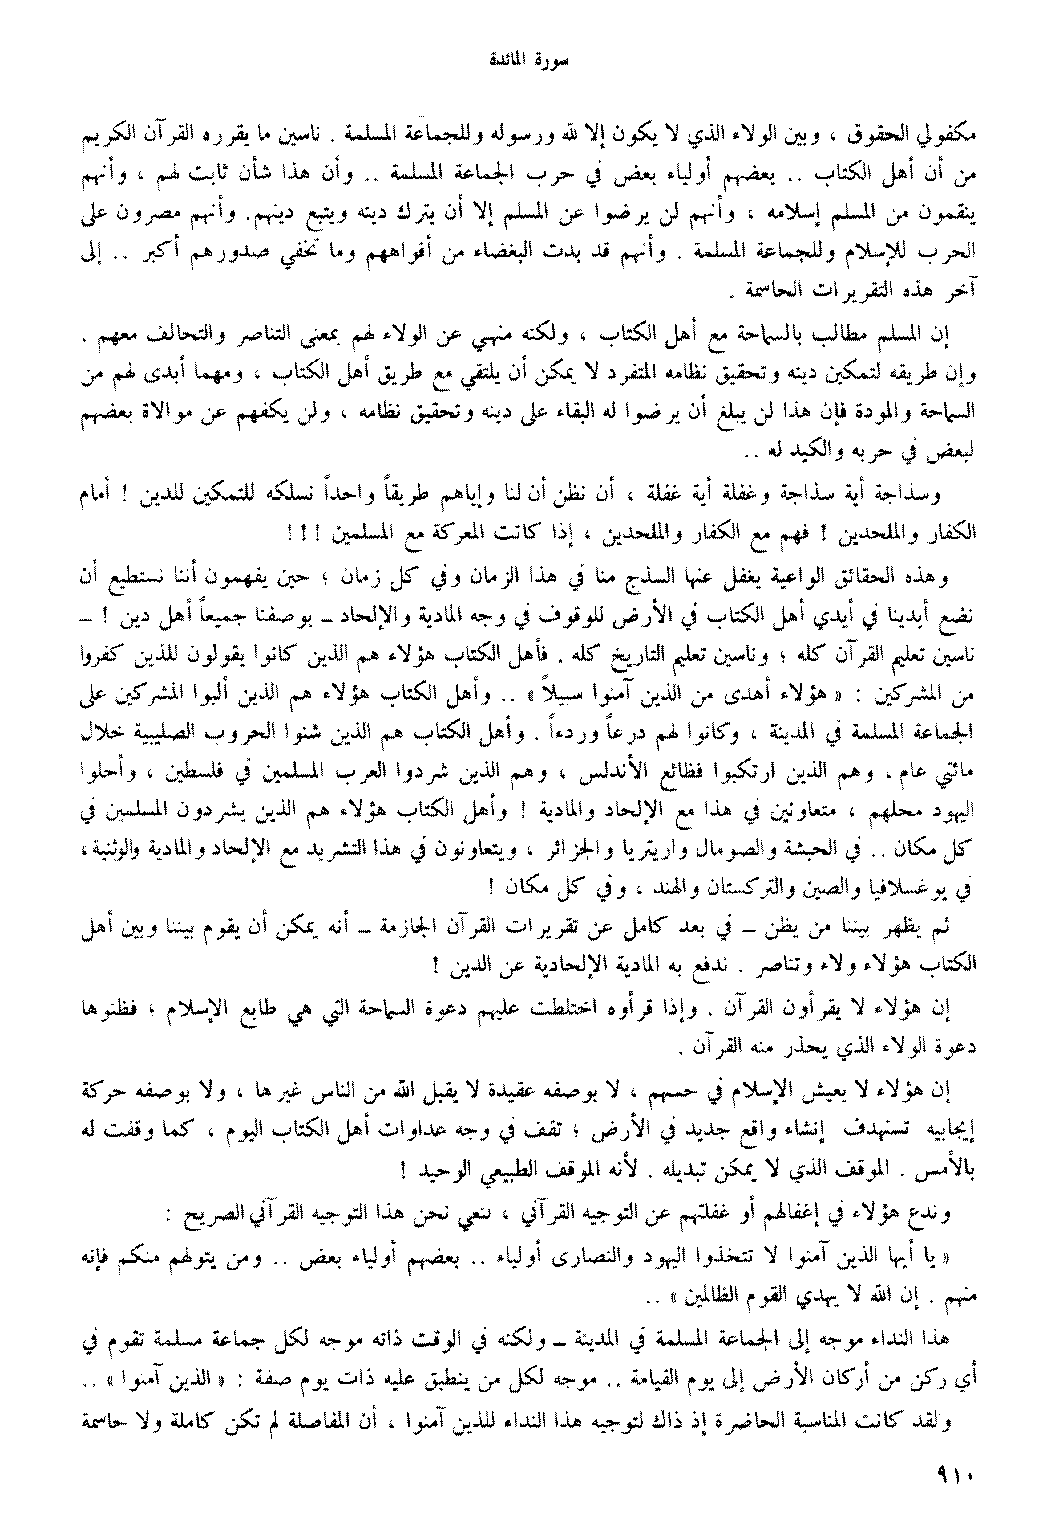 سورة المائدة
مكفولي الحقوق ، وبين الولاء الذي لا يكون إلا لله ورسوله وللجماعة المسلمة . ناسين ما يقرره القرآن الكريم
من أن أهل الكتاب .. بعضهم أولياء بعض في حرب الجماعة المسلمة .. وأن هذا شأن ثابت لهم ، وأنهم
ينقمون من المسلم إسلامه ، وأنهم لن يرضوا عن المسلم إلا أن يترك دينه ويتبع دينهم. وأنهم مصرون على
الحرب للإسلام وللجماعة المسلمة . وأنهم قد بدت البغضاء من أفواههم وما تخفي صدورهم أكبر .. إلى
آخر هذه التقريرات الحاسمة .
إن المسلم مطالب بالسماحة مع أهل الكتاب ، ولكنه منهي عن الولاء لهم بمعنى التناصر والتحالف معهم .
وإن طريقه لتمكين دينه وتحقيق نظامه المتفرد لا يمكن أن يلتقي مع طريق أهل الكتاب ، ومهما أبدى لهم من
السماحة والمودة فإن هذا لن يبلغ أن يرضوا له البقاء على دينه وتحقيق نظامه ، ولن يكفهم عن موالاة بعضهم
لبعض في حربه والكيد له ..
وسذاجة أية سذاجة وغفلة أية غفلة ، أن نظن أن لنا وإياهم طريقاً واحداً نسلكه للتمكين للدين ! أمام
الكفار والملحدين ! فهم مع الكفار والملحدين ، إذا كانت المعركة مع المسلمين !!!
وهذه الحقائق الواعية يغفل عنها السذج منا في هذا الزمان وفي كل زمان ؛ حين يفهمون أننا نستطيع أن
نضع أيدينا في أيدي أهل الكتاب في الأرض للوقوف في وجه المادية والإلحاد – بوصفنا جميعاً أهل دين ! –
ناسين تعليم القرآن كله ؛ وناسين تعليم التاريخ كله . فأهل الكتاب هؤلاء هم الذين كانوا يقولون للذين كفروا
من المشركين : « هؤلاء أهدى من الذين آمنوا سبيلاً » .. وأهل الكتاب هؤلاء هم الذين ألبوا المشركين على
الجماعة المسلمة في المدينة ، وكانوا لهم درعاً وردءاً . وأهل الكتاب هم الذين شنوا الحروب الصليبية خلال
مائتي عام، وهم الذين ارتكبوا فظائع الأندلس ، وهم الذين شردوا العرب المسلمين في فلسطين ، وأحلوا
اليهود محلهم ، متعاونين في هذا مع الإلحاد والمادية ! وأهل الكتاب هؤلاء هم الذين يشردون المسلمين في
كل مكان .. في الحبشة والصومال واريتريا والجزائر ، ويتعاونون في هذا التشريد مع الإلحاد والمادية والوثنية،
في يوغسلافيا والصين والتركستان والهند ، وفي كل مكان !
ثم يظهر بيننا من يظن – في بعد كامل عن تقريرات القرآن الجازمة – أنه يمكن أن يقوم بيننا وبين أهل
الكتاب هؤلاء ولاء وتناصر . ندفع به المادية الإلحادية عن الدين !
إن هؤلاء لا يقرأون القرآن . وإذا قرأوه اختلطت عليهم دعوة السماحة التي هي طابع الإسلام ؛ فظنوها
دعوة الولاء الذي يحذر منه القرآن .
إن هؤلاء لا يعيش الإسلام في حسهم ، لا بوصفه عقيدة لا يقبل الله من الناس غيرها ، ولا بوصفه حركة
إيجابيه تستهدف إنشاء واقع جديد في الأرض ؛ تقف في وجه عداوات أهل الكتاب اليوم ، كما وقفت له
بالأمس . الموقف الذي لا يمكن تبديله . لأنه الموقف الطبيعي الوحيد !
وندع هؤلاء في إغفالهم أو غفلتهم عن التوجيه القرآني ، لنعي نحن هذا التوجيه القرآني الصريح :
« يا أيها الذين آمنوا لا تتخذوا اليهود والنصارى أولياء .. بعضهم أولياء بعض .. ومن يتولهم منكم فإنه
منهم . إن الله لا يهدي القوم الظالمين » ..
هذا النداء موجه إلى الجماعة المسلمة في المدينة – ولكنه في الوقت ذاته موجه لكل جماعة مسلمة تقوم في
أي ركن من أركان الأرض إلى يوم القيامة .. موجه لكل من ينطبق عليه ذات يوم صفة : « الذين آمنوا » ..
ولقد كانت المناسبة الحاضرة إذ ذاك لتوجيه هذا النداء للذين آمنوا ، أن المفاصلة لم تكن كاملة ولا حاسمة
٩١٠